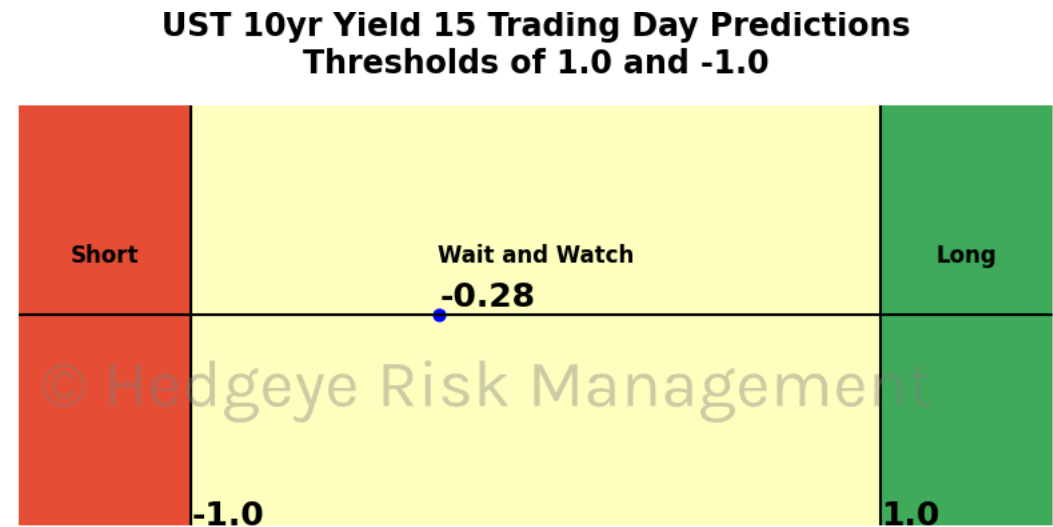 UST 10yr Yield 15 Trading Day Predictions
Thresholds of 1.0 and -1.0
Short
Wait and Watch
Long
-0.28
© Hedgeye Risk Management
-1.0
1.0